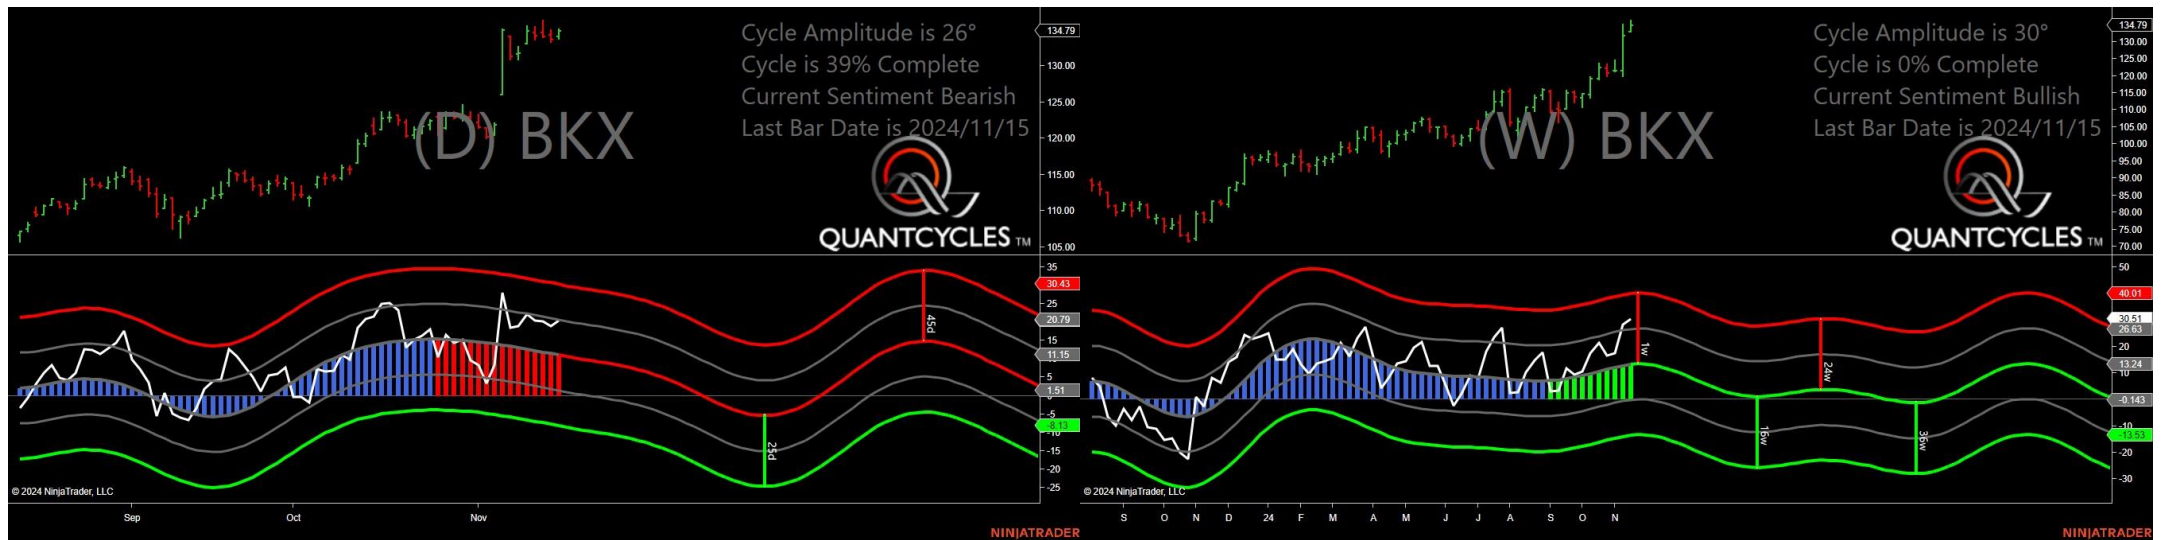 Cycle Amplitude is 26°
Cycle is 39% Complete
Current Sentiment Bearish
Last Bar Date is 2024/11/15
(D) BKX
QUANTCYCLES TM
134.79
130.00
125.00
120.00
115.00
110.00
105.00
35
30.43
25
20.79
15
11.15
5
1.51
-5
-8.13
-10
-15
-20
-25
45d
25d
© 2024 NinjaTrader, LLC
Sep Oct Nov
NINJATRADER
Cycle Amplitude is 30°
Cycle is 0% Complete
Current Sentiment Bullish
Last Bar Date is 2024/11/15
(W) BKX
QUANTCYCLES TM
134.79
130.00
125.00
120.00
115.00
110.00
105.00
100.00
95.00
90.00
85.00
80.00
75.00
70.00
50
40.01
30.51
26.63
20
13.24
10
-0.143
-10
-13.53
-20
-30
1w
24w
16w
36w
© 2024 NinjaTrader, LLC
S O N D 24 F M A M J J A S O N
NINJATRADER